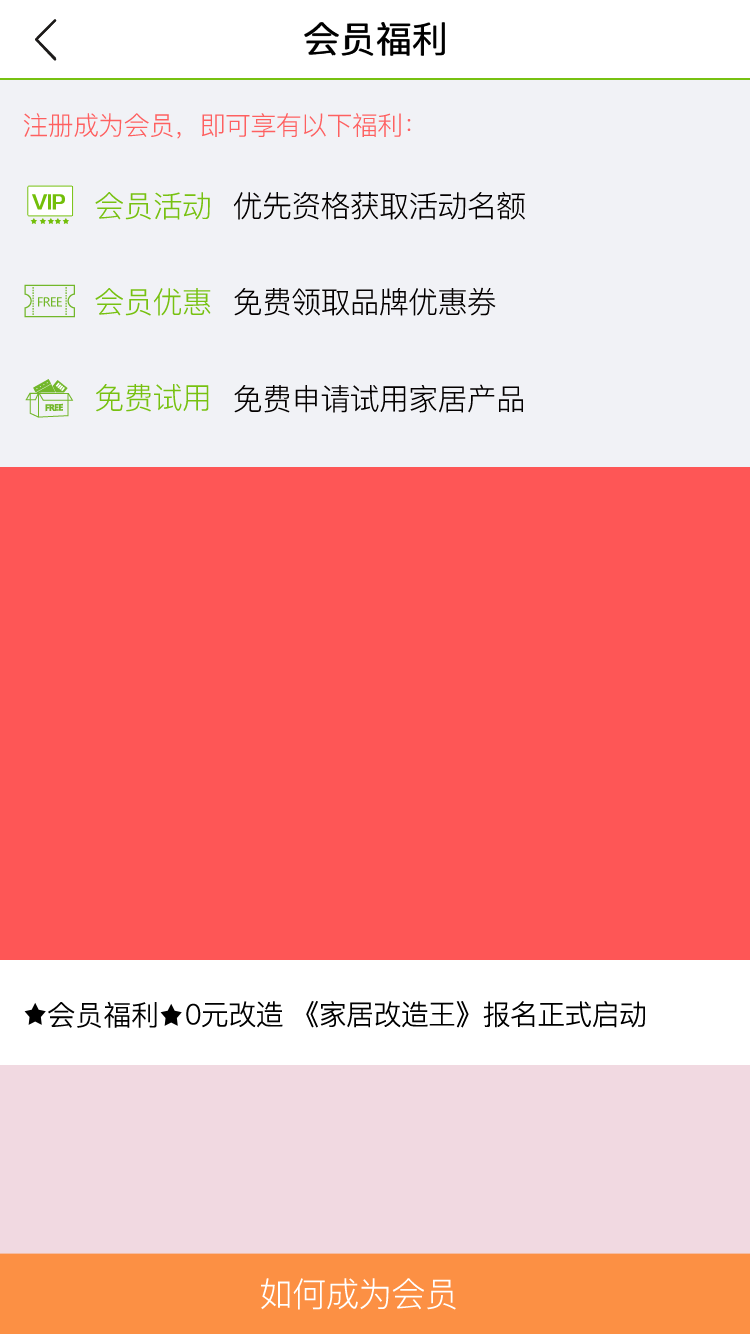 会员福利
注册成为会员，即可享有以下福利：
VIP 会员活动 优先资格获取活动名额
FREE 会员优惠 免费领取品牌优惠券
FREE 免费试用 免费申请试用家居产品
★会员福利★0元改造 《家居改造王》报名正式启动
如何成为会员